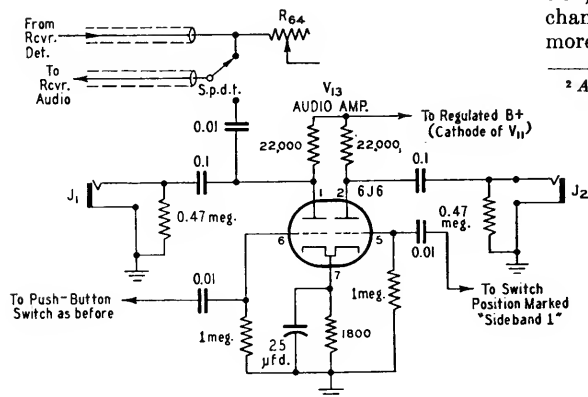 From
Rcvr.
Det.
R64
chan
more
To
Rcvr.
Audio
S.p.d.t.
² A
V13
AUDIO AMP.
To Regulated B+
(Cathode of V11)
0.01
22,000
22,000
0.1
0.1
1
2
6J6
J1
J2
0.47
meg.
0.47
meg.
6
5
0.01
7
0.01
To Push-Button
Switch as before
1meg.
To Switch
Position Marked
"Sideband 1"
1meg.
25
µfd.
1800